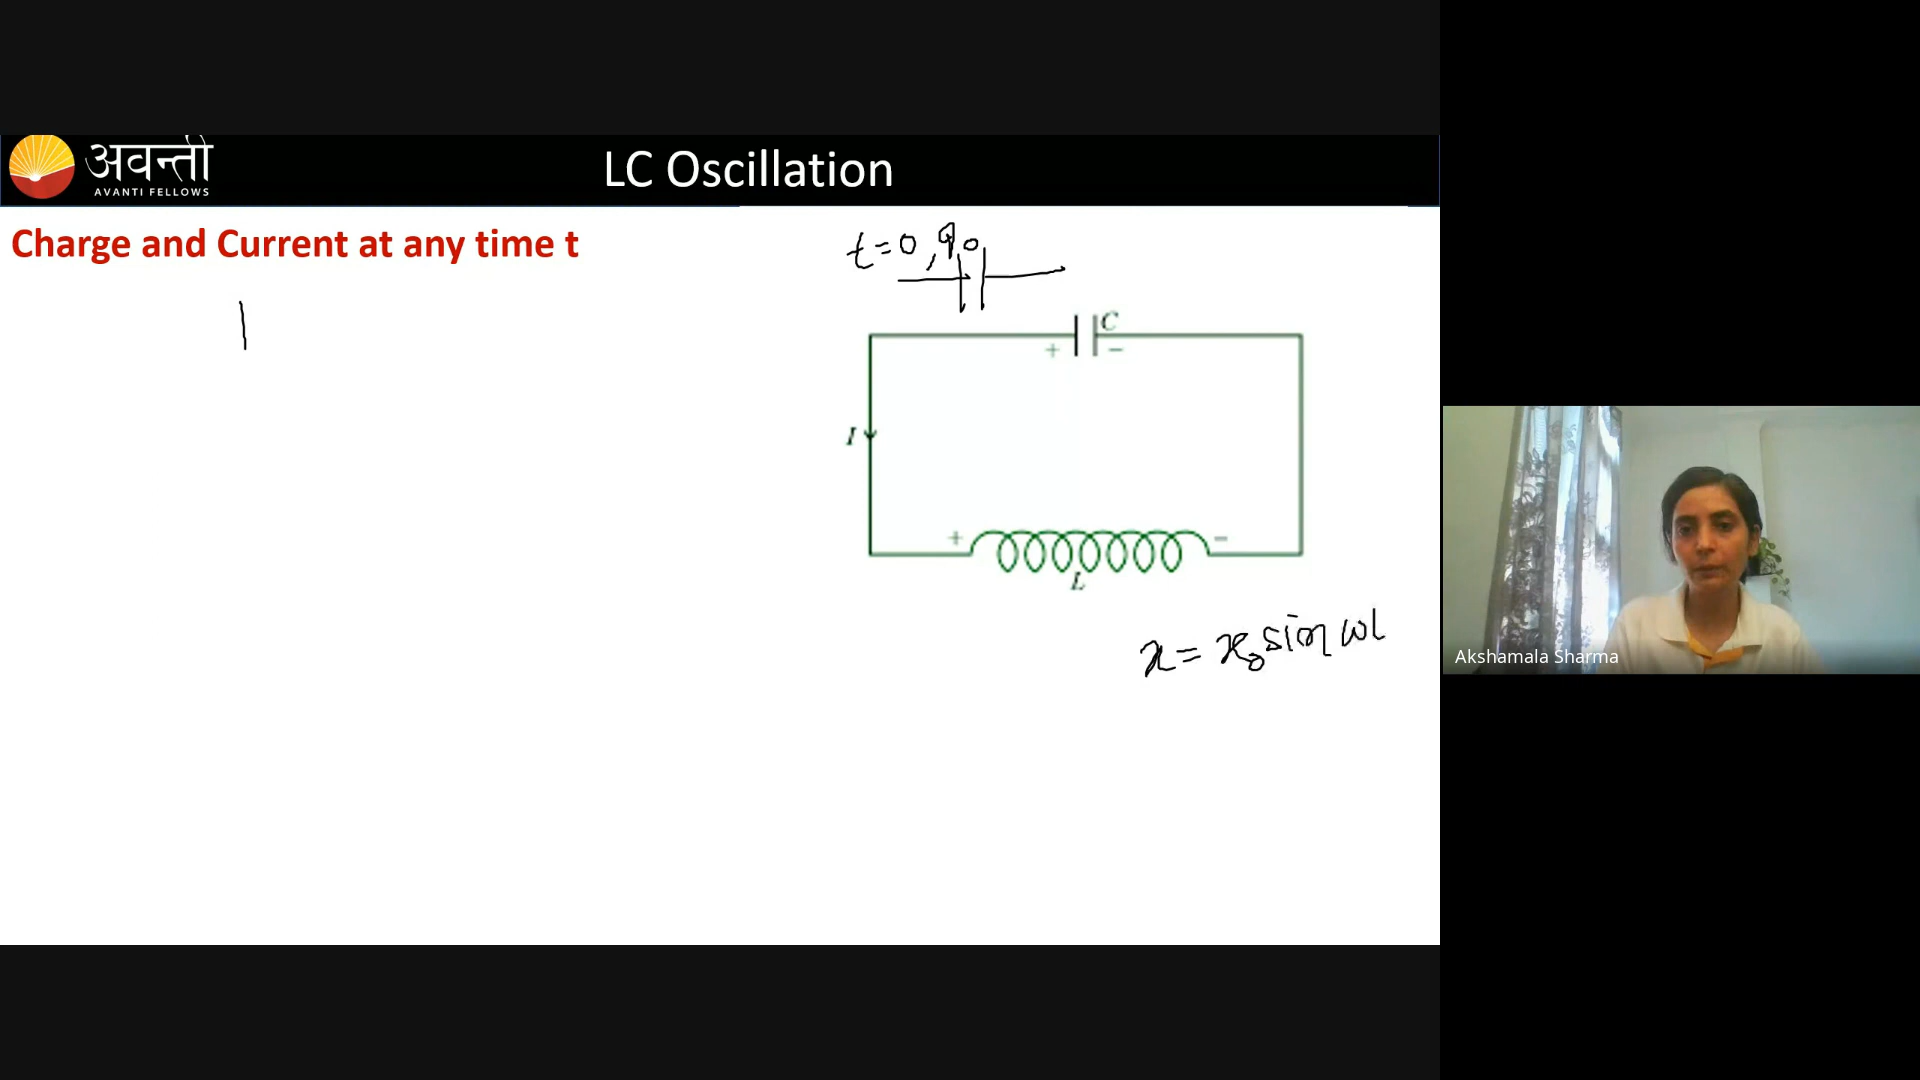 अवन्ती
AVANTI FELLOWS
LC Oscillation
Charge and Current at any time t
t=0, q₀
C
+ −
I
+ −
L
x = x₀ sin ωt
Akshamala Sharma